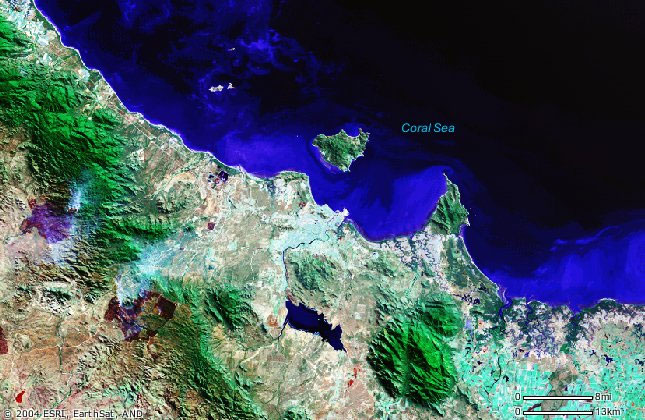 Coral Sea
0 8mi
0 13km
© 2004 ESRI, EarthSat, AND